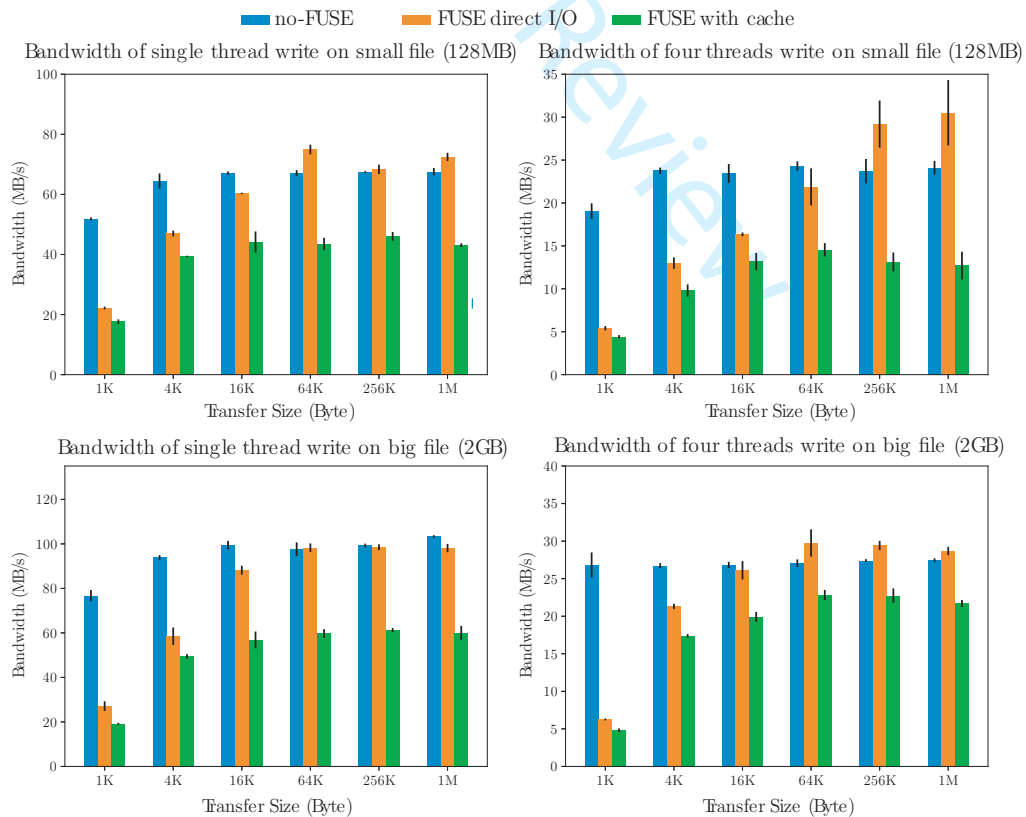 no-FUSE FUSE direct I/O FUSE with cache
Bandwidth of single thread write on small file (128MB)
100
80
60
40
20
0
Bandwidth (MB/s)
1K 4K 16K 64K 256K 1M
Transfer Size (Byte)
Bandwidth of four threads write on small file (128MB)
35
30
25
20
15
10
5
0
Bandwidth (MB/s)
1K 4K 16K 64K 256K 1M
Transfer Size (Byte)
Review
Bandwidth of single thread write on big file (2GB)
120
100
80
60
40
20
0
Bandwidth (MB/s)
1K 4K 16K 64K 256K 1M
Transfer Size (Byte)
Bandwidth of four threads write on big file (2GB)
40
35
30
25
20
15
10
5
0
Bandwidth (MB/s)
1K 4K 16K 64K 256K 1M
Transfer Size (Byte)